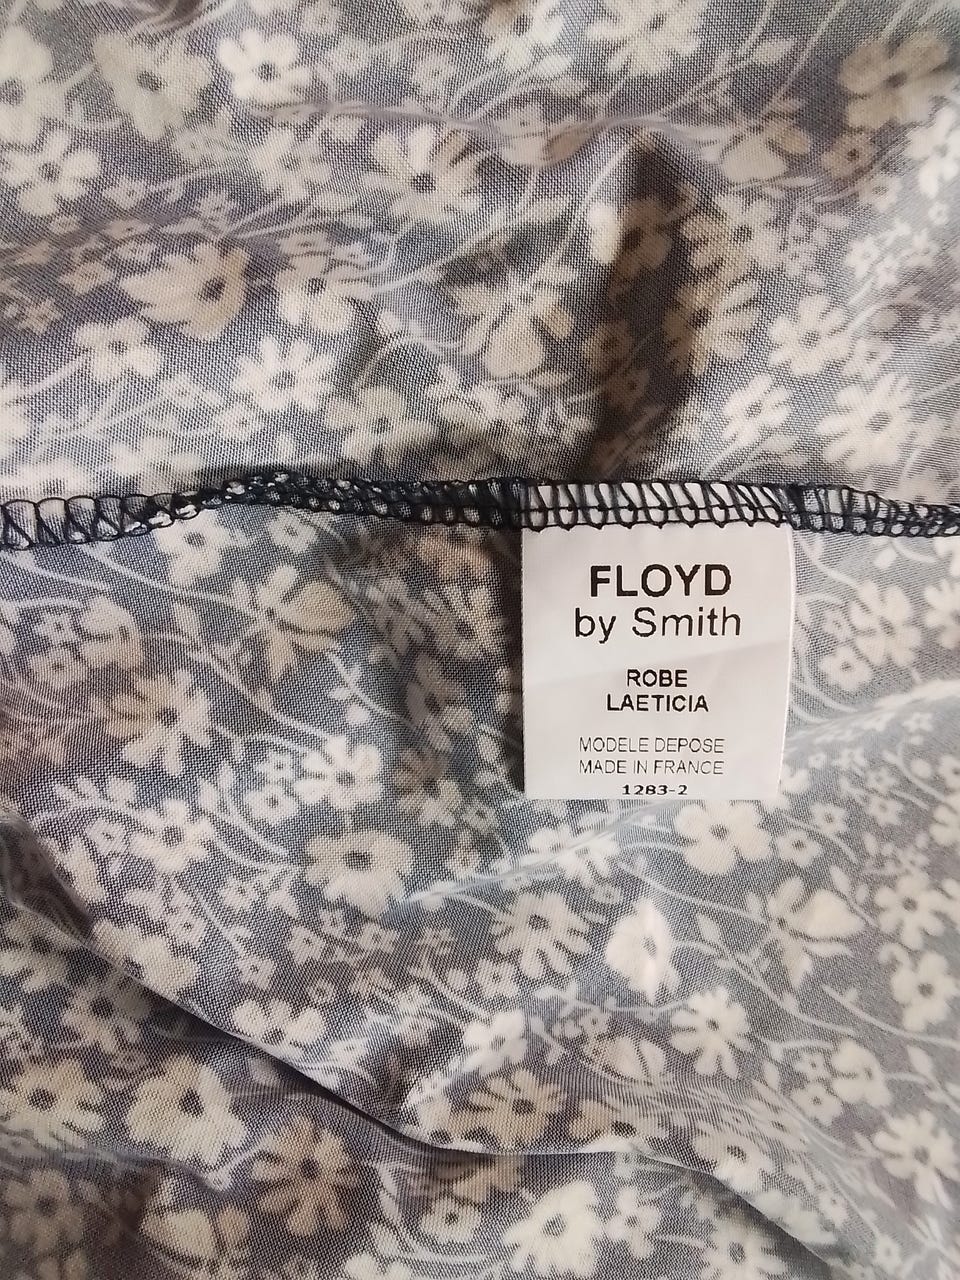 FLOYD
by Smith
ROBE
LAETICIA
MODELE DEPOSE
MADE IN FRANCE
1283-2